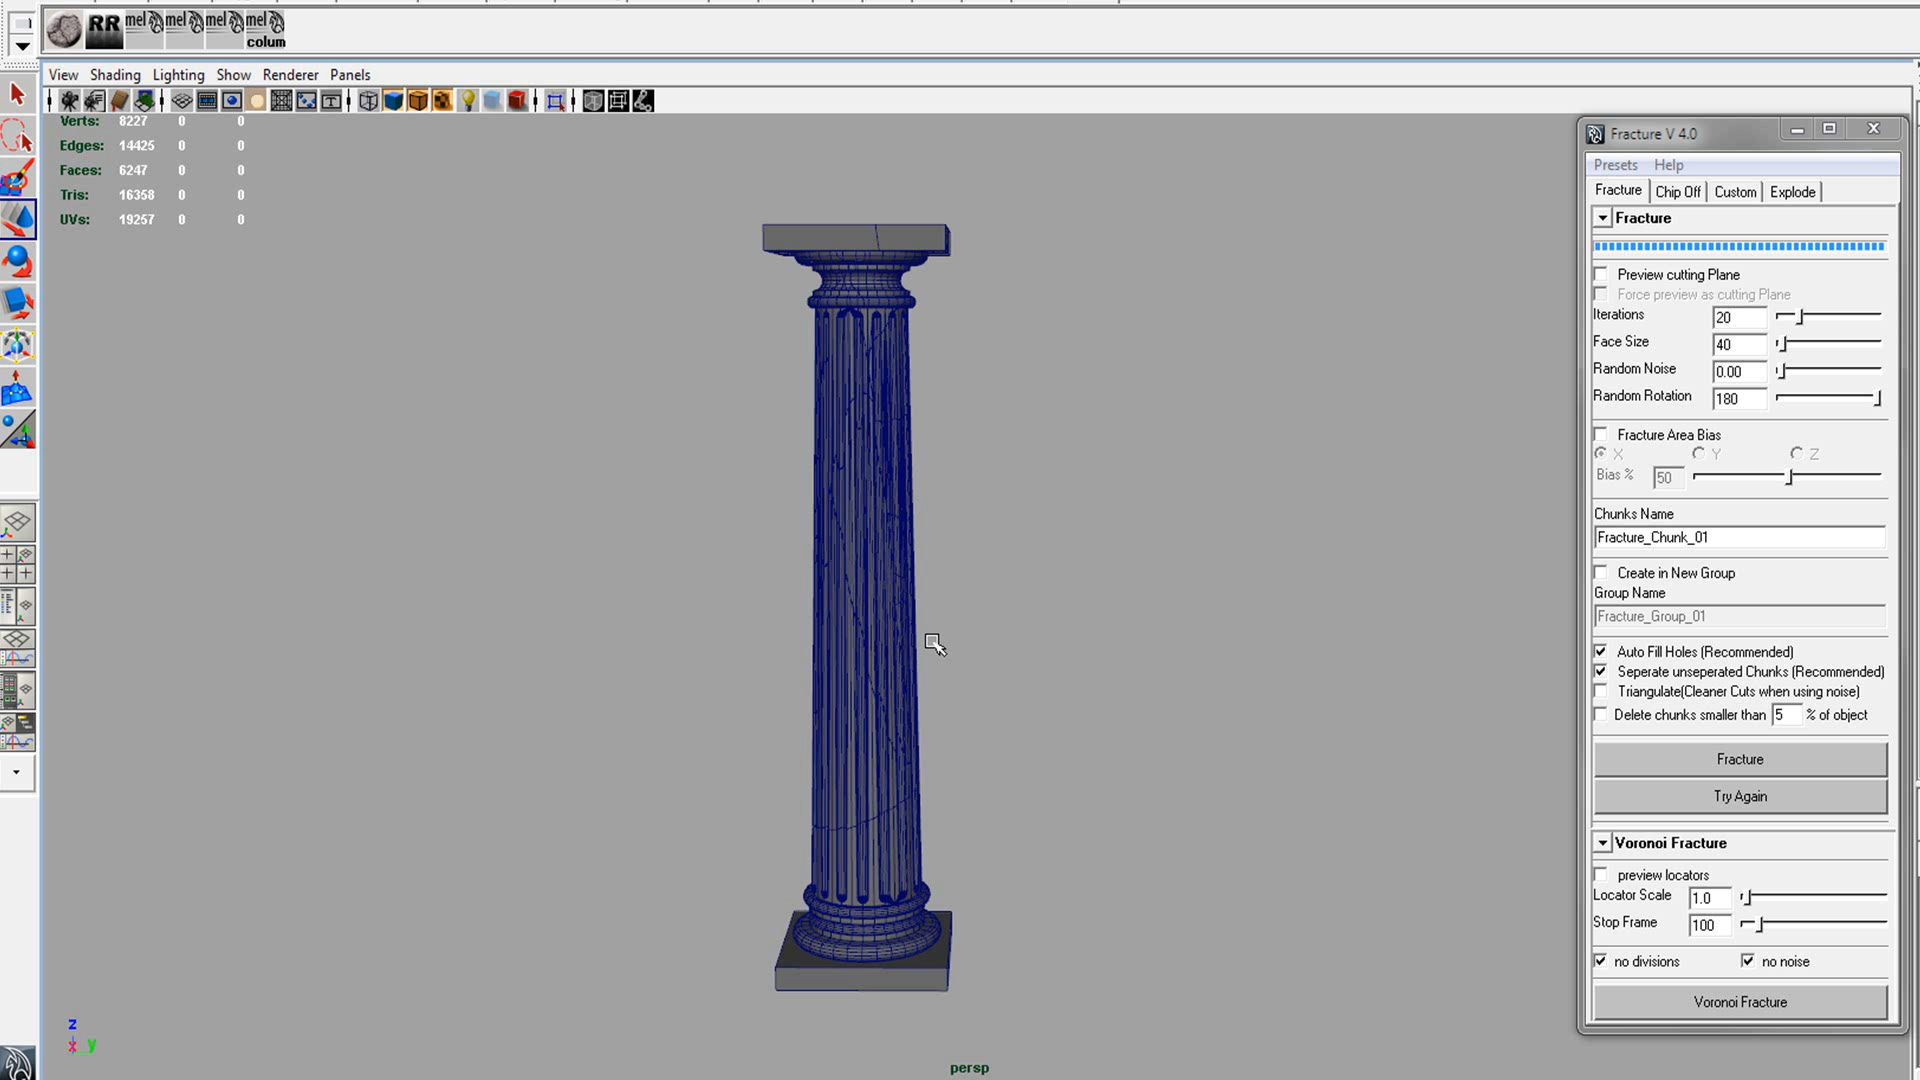 RR mel mel mel mel
colum
View Shading Lighting Show Renderer Panels
Verts: 8227 0 0
Edges: 14425 0 0
Faces: 6247 0 0
Tris: 16358 0 0
UVs: 19257 0 0
z
x y
persp
Fracture V 4.0
Presets Help
Fracture Chip Off Custom Explode
Fracture
Preview cutting Plane
Force preview as cutting Plane
Iterations 20
Face Size 40
Random Noise 0.00
Random Rotation 180
Fracture Area Bias
X Y Z
Bias % 50
Chunks Name
Fracture_Chunk_01
Create in New Group
Group Name
Fracture_Group_01
Auto Fill Holes (Recommended)
Seperate unseperated Chunks (Recommended)
Triangulate(Cleaner Cuts when using noise)
Delete chunks smaller than 5 % of object
Fracture
Try Again
Voronoi Fracture
preview locators
Locator Scale 1.0
Stop Frame 100
no divisions no noise
Voronoi Fracture